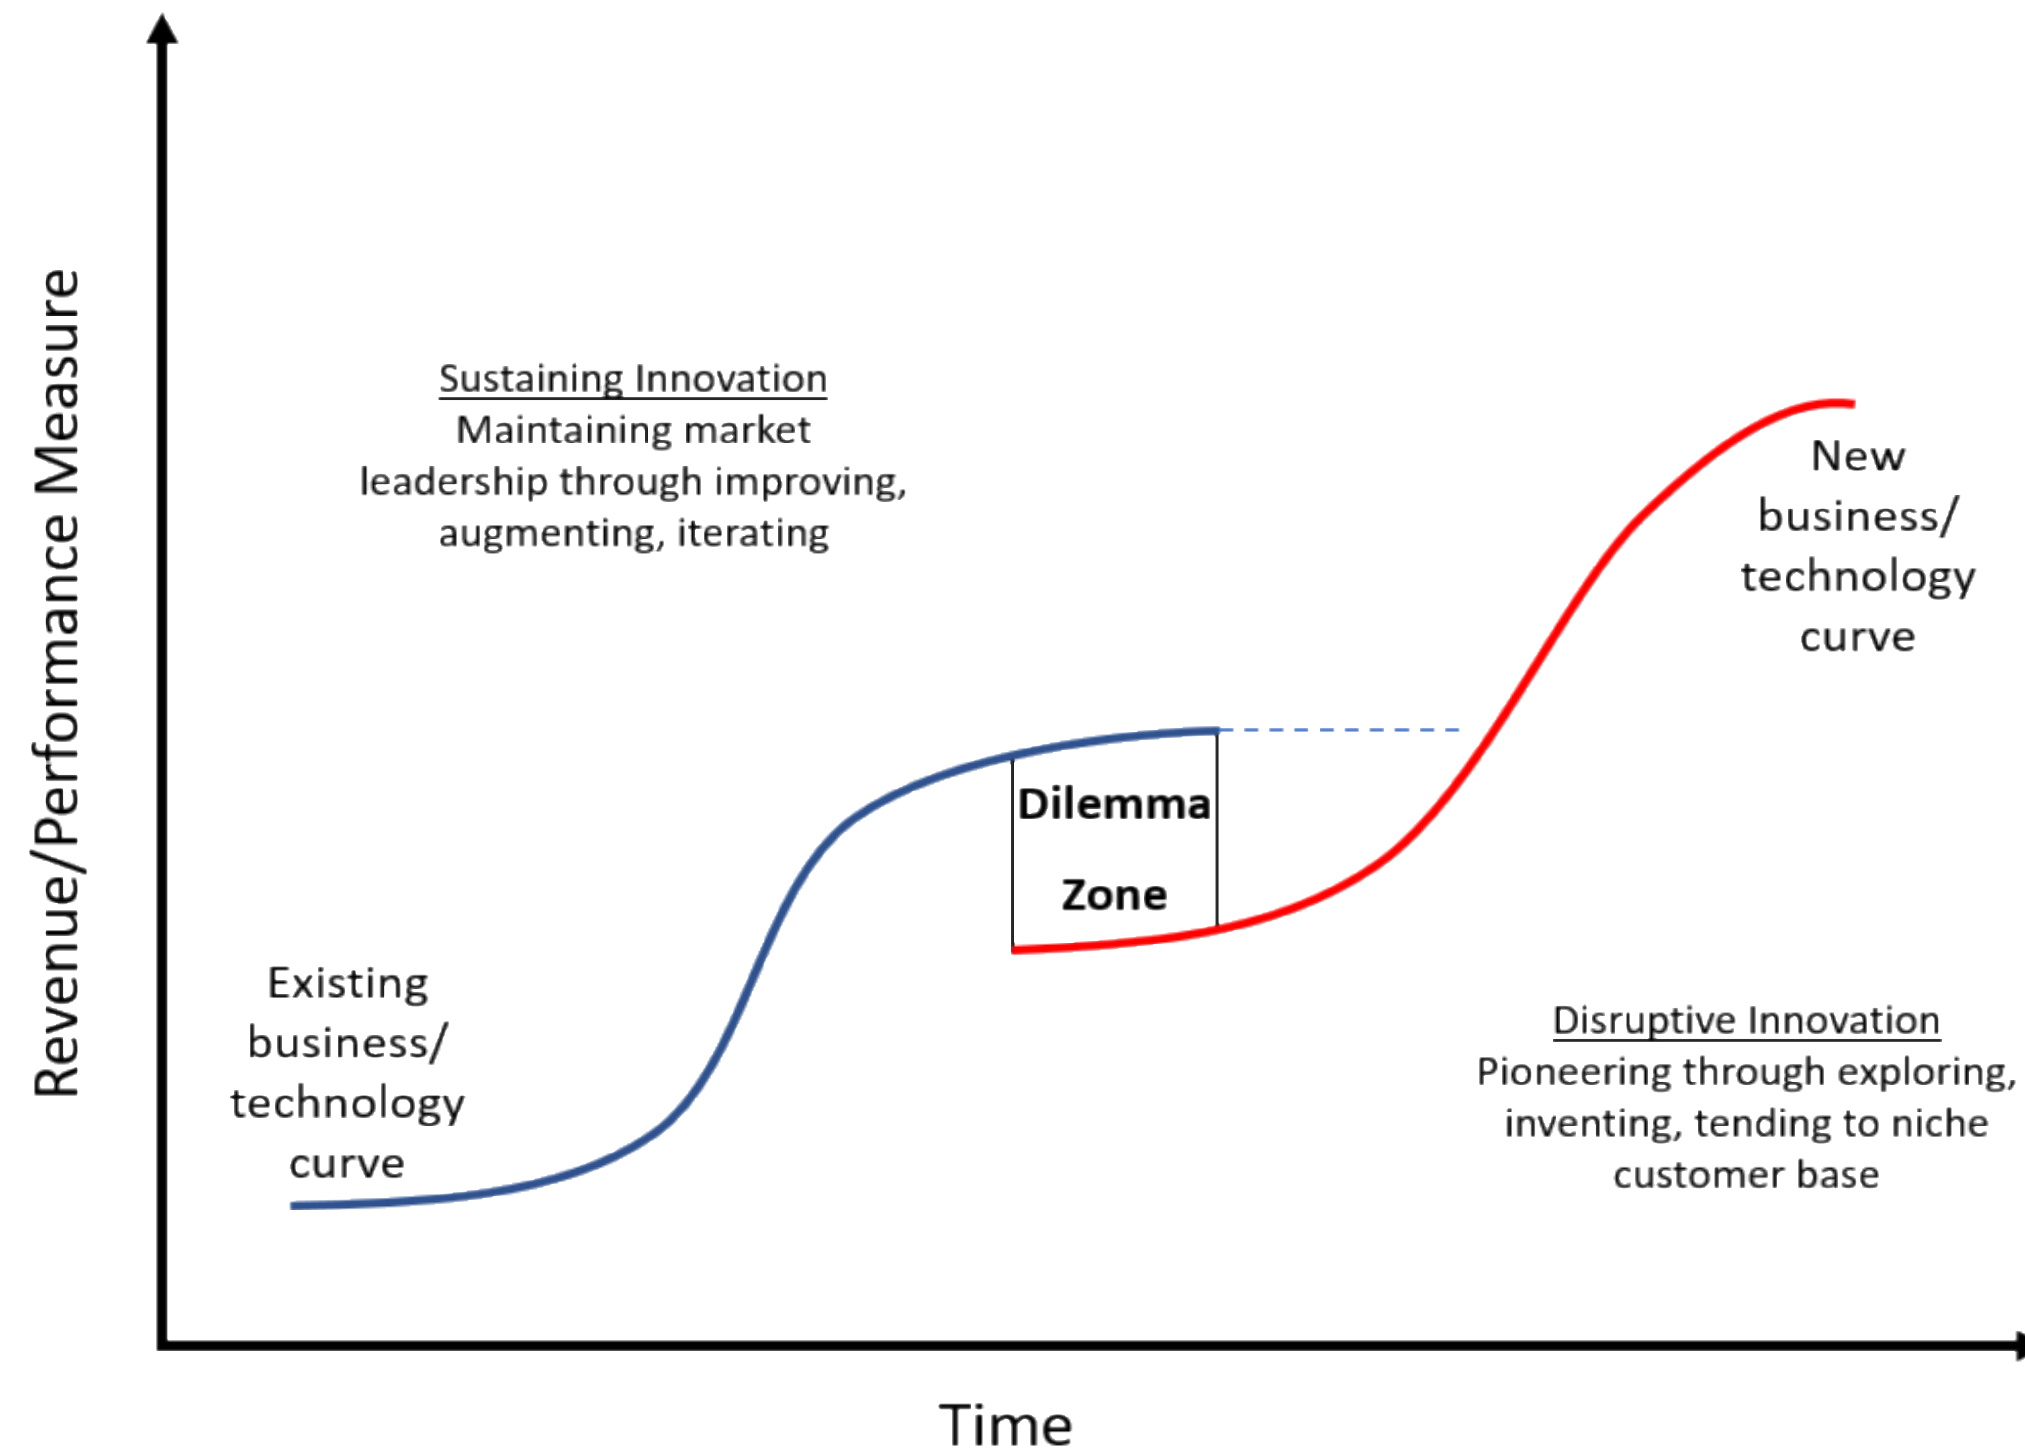 Revenue/Performance Measure
Sustaining Innovation
Maintaining market
leadership through improving,
augmenting, iterating
New
business/
technology
curve
Dilemma
Zone
Existing
business/
technology
curve
Disruptive Innovation
Pioneering through exploring,
inventing, tending to niche
customer base
Time